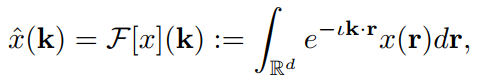 x̂(𝐤) = ℱ[x](𝐤) := ∫_{ℝ^d} e^{−ι𝐤·𝐫} x(𝐫)d𝐫,